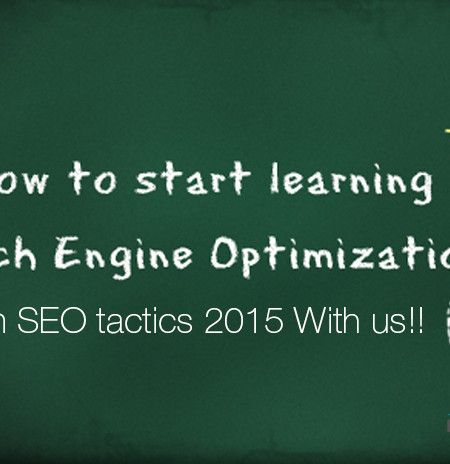 ow to start learning
ch Engine Optimizatio
n SEO tactics 2015 With us!!